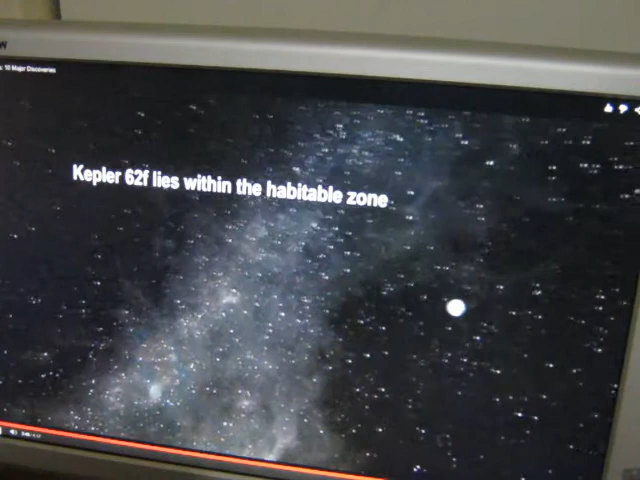 : 10 Major Discoveries
Kepler 62f lies within the habitable zone